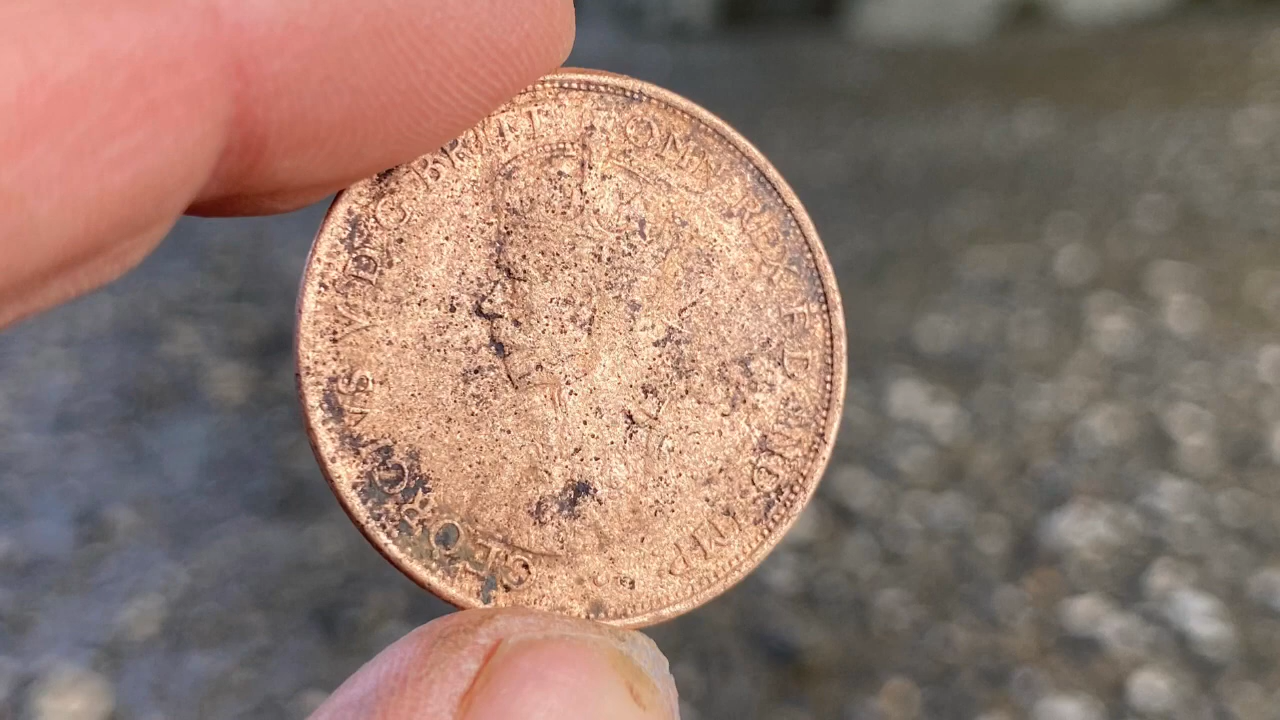 GEORGIVS V D.G. BRITT: OMN: REX F.D. IND: IMP: